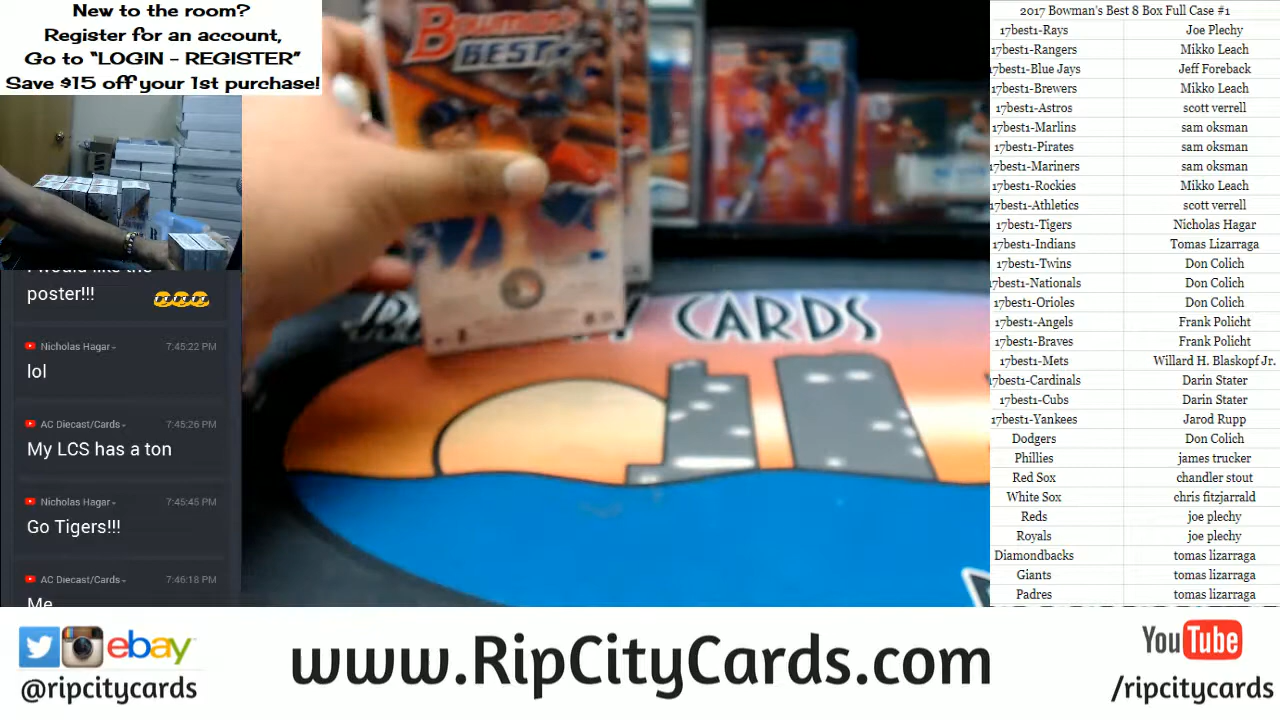 New to the room?
Register for an account,
Go to “LOGIN - REGISTER”
Save $15 off your 1st purchase!
poster!!!
Nicholas Hagar 7:45:22 PM
lol
AC Diecast/Cards 7:45:26 PM
My LCS has a ton
Nicholas Hagar 7:45:45 PM
Go Tigers!!!
AC Diecast/Cards 7:46:18 PM
Me
Bowman's
BEST
CARDS
2017 Bowman's Best 8 Box Full Case #1
17best1-Rays Joe Plechy
17best1-Rangers Mikko Leach
17best1-Blue Jays Jeff Foreback
17best1-Brewers Mikko Leach
17best1-Astros scott verrell
17best1-Marlins sam oksman
17best1-Pirates sam oksman
17best1-Mariners sam oksman
17best1-Rockies Mikko Leach
17best1-Athletics scott verrell
17best1-Tigers Nicholas Hagar
17best1-Indians Tomas Lizarraga
17best1-Twins Don Colich
17best1-Nationals Don Colich
17best1-Orioles Don Colich
17best1-Angels Frank Policht
17best1-Braves Frank Policht
17best1-Mets Willard H. Blaskopf Jr.
17best1-Cardinals Darin Stater
17best1-Cubs Darin Stater
17best1-Yankees Jarod Rupp
Dodgers Don Colich
Phillies james trucker
Red Sox chandler stout
White Sox chris fitzjarrald
Reds joe plechy
Royals joe plechy
Diamondbacks tomas lizarraga
Giants tomas lizarraga
Padres tomas lizarraga
ebay
@ripcitycards
www.RipCityCards.com
YouTube
/ripcitycards